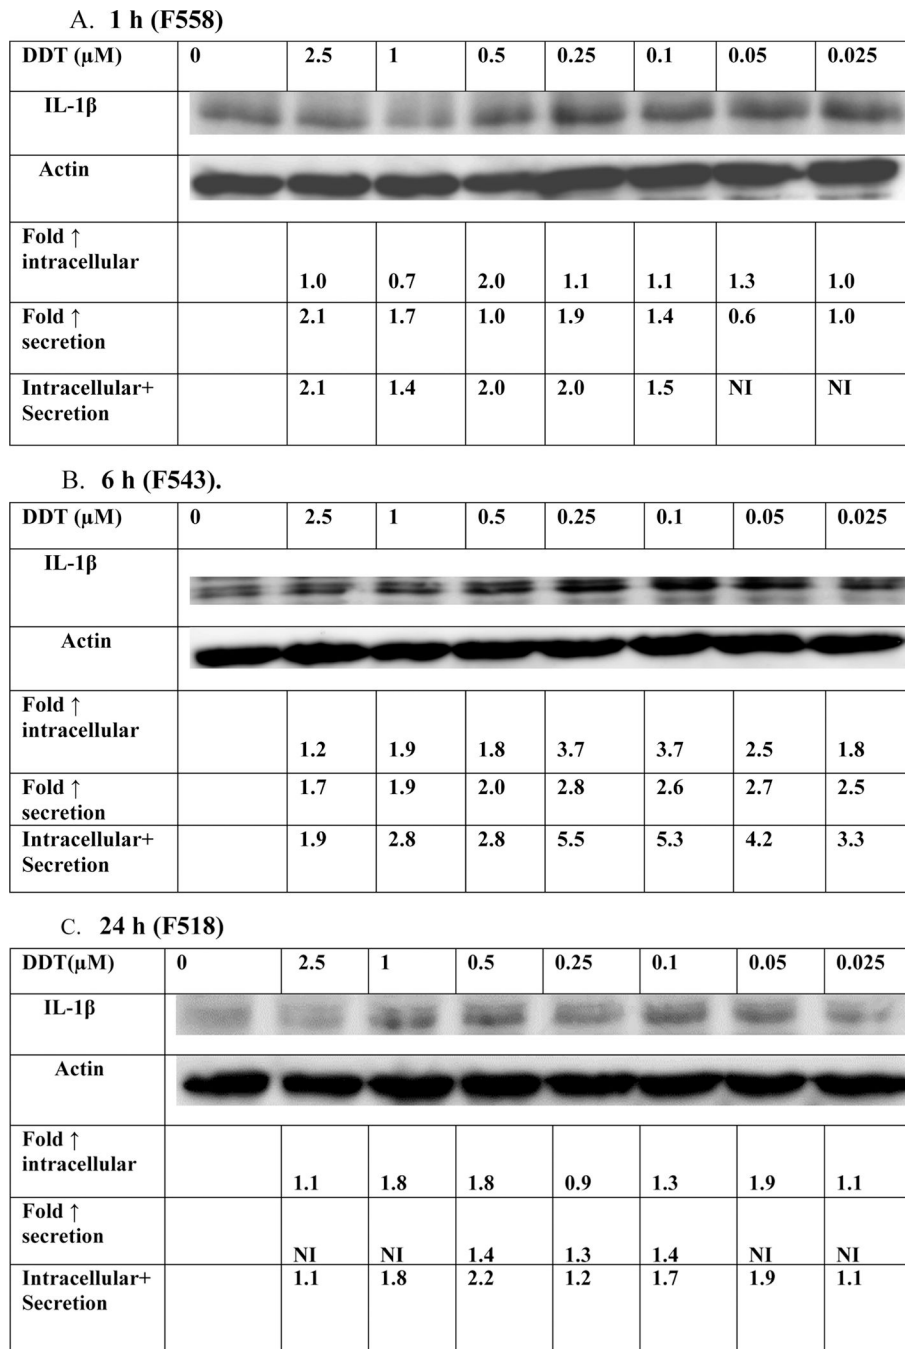 A. 1 h (F558)
DDT (µM) 0 2.5 1 0.5 0.25 0.1 0.05 0.025
IL-1β
Actin
Fold ↑
intracellular
1.0 0.7 2.0 1.1 1.1 1.3 1.0
Fold ↑ 2.1 1.7 1.0 1.9 1.4 0.6 1.0
secretion
Intracellular+ 2.1 1.4 2.0 2.0 1.5 NI NI
Secretion
B. 6 h (F543).
DDT (µM) 0 2.5 1 0.5 0.25 0.1 0.05 0.025
IL-1β
Actin
Fold ↑
intracellular
1.2 1.9 1.8 3.7 3.7 2.5 1.8
Fold ↑ 1.7 1.9 2.0 2.8 2.6 2.7 2.5
secretion
Intracellular+ 1.9 2.8 2.8 5.5 5.3 4.2 3.3
Secretion
C. 24 h (F518)
DDT(µM) 0 2.5 1 0.5 0.25 0.1 0.05 0.025
IL-1β
Actin
Fold ↑
intracellular
1.1 1.8 1.8 0.9 1.3 1.9 1.1
Fold ↑
secretion
NI NI 1.4 1.3 1.4 NI NI
Intracellular+ 1.1 1.8 2.2 1.2 1.7 1.9 1.1
Secretion